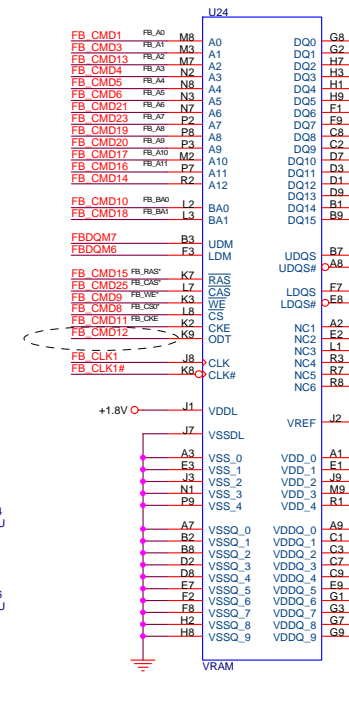 U24
FB_CMD1 FB_A0 M8 A0 DQ0 G8
FB_CMD3 FB_A1 M3 A1 DQ1 G2
FB_CMD13 FB_A2 M7 A2 DQ2 H7
FB_CMD4 FB_A3 N2 A3 DQ3 H3
FB_CMD5 FB_A4 N8 A4 DQ4 H1
FB_CMD6 FB_A5 N3 A5 DQ5 H9
FB_CMD21 FB_A6 N7 A6 DQ6 F1
FB_CMD23 FB_A7 P2 A7 DQ7 F9
FB_CMD19 FB_A8 P8 A8 DQ8 C8
FB_CMD20 FB_A9 P3 A9 DQ9 C2
FB_CMD17 FB_A10 M2 A10 DQ10 D7
FB_CMD16 FB_A11 P7 A11 DQ11 D3
FB_CMD14 R2 A12 DQ12 D1
DQ13 D9
FB_CMD10 FB_BA0 L2 BA0 DQ14 B1
FB_CMD18 FB_BA1 L3 BA1 DQ15 B9
FBDQM7 B3 UDM
FBDQM6 F3 LDM UDQS B7
UDQS# A8
FB_CMD15 FB_RAS* K7 RAS
FB_CMD25 FB_CAS* L7 CAS LDQS F7
FB_CMD9 FB_WE* K3 WE LDQS# E8
FB_CMD8 FB_CS0* L8 CS
FB_CMD11 FB_CKE K2 CKE NC1 A2
FB_CMD12 K9 ODT NC2 E2
NC3 L1
FB_CLK1 J8 CLK NC4 R3
FB_CLK1# K8 CLK# NC5 R7
NC6 R8
+1.8V J1 VDDL
VREF J2
J7 VSSDL
A3 VSS_0 VDD_0 A1
E3 VSS_1 VDD_1 E1
J3 VSS_2 VDD_2 J9
N1 VSS_3 VDD_3 M9
P9 VSS_4 VDD_4 R1
A7 VSSQ_0 VDDQ_0 A9
B2 VSSQ_1 VDDQ_1 C1
B8 VSSQ_2 VDDQ_2 C3
D2 VSSQ_3 VDDQ_3 C7
D8 VSSQ_4 VDDQ_4 C9
E7 VSSQ_5 VDDQ_5 E9
F2 VSSQ_6 VDDQ_6 G1
F8 VSSQ_7 VDDQ_7 G3
H2 VSSQ_8 VDDQ_8 G7
H8 VSSQ_9 VDDQ_9 G9
VRAM